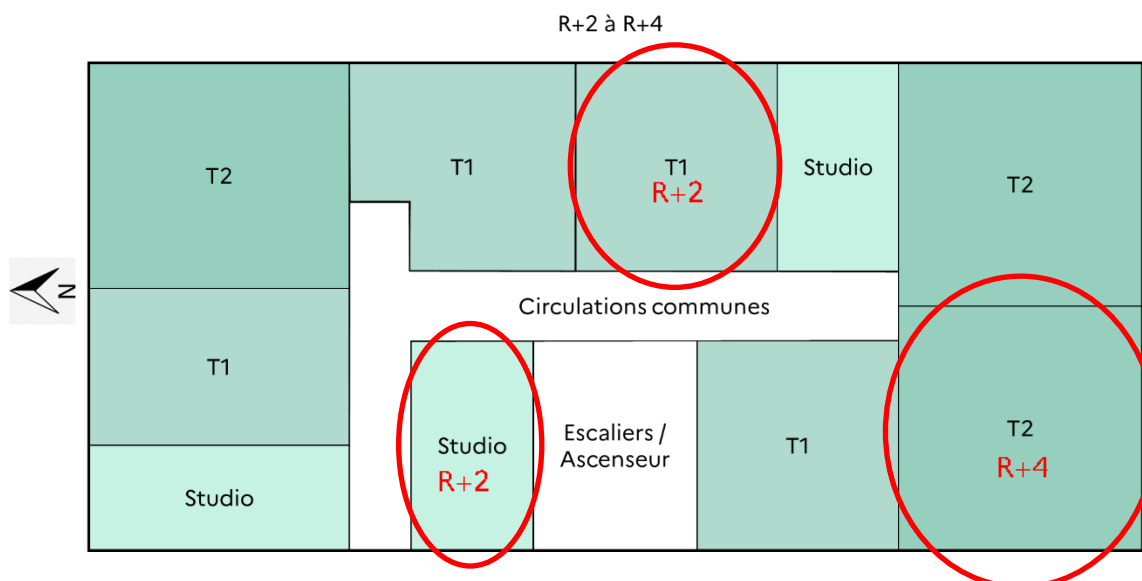 R+2 à R+4
T2
T1
T1
R+2
Studio
T2
N
Circulations communes
T1
Studio
Studio
R+2
Escaliers /
Ascenseur
T1
T2
R+4